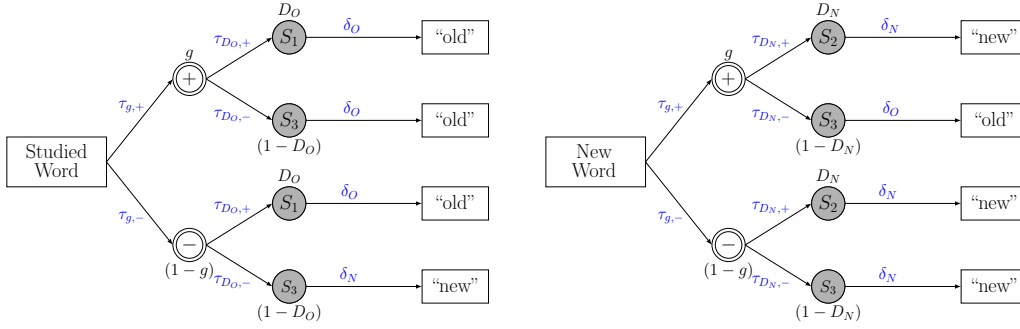 D_O
τ_{D_O,+}
S_1
δ_O
“old”
g
+
τ_{g,+}
τ_{D_O,−}
S_3
δ_O
“old”
(1 − D_O)
Studied
Word
D_O
τ_{D_O,+}
S_1
δ_O
“old”
τ_{g,−}
−
(1 − g)
τ_{D_O,−}
S_3
δ_N
“new”
(1 − D_O)
D_N
τ_{D_N,+}
S_2
δ_N
“new”
g
+
τ_{g,+}
τ_{D_N,−}
S_3
δ_O
“old”
(1 − D_N)
New
Word
D_N
τ_{D_N,+}
S_2
δ_N
“new”
τ_{g,−}
−
(1 − g)
τ_{D_N,−}
S_3
δ_N
“new”
(1 − D_N)